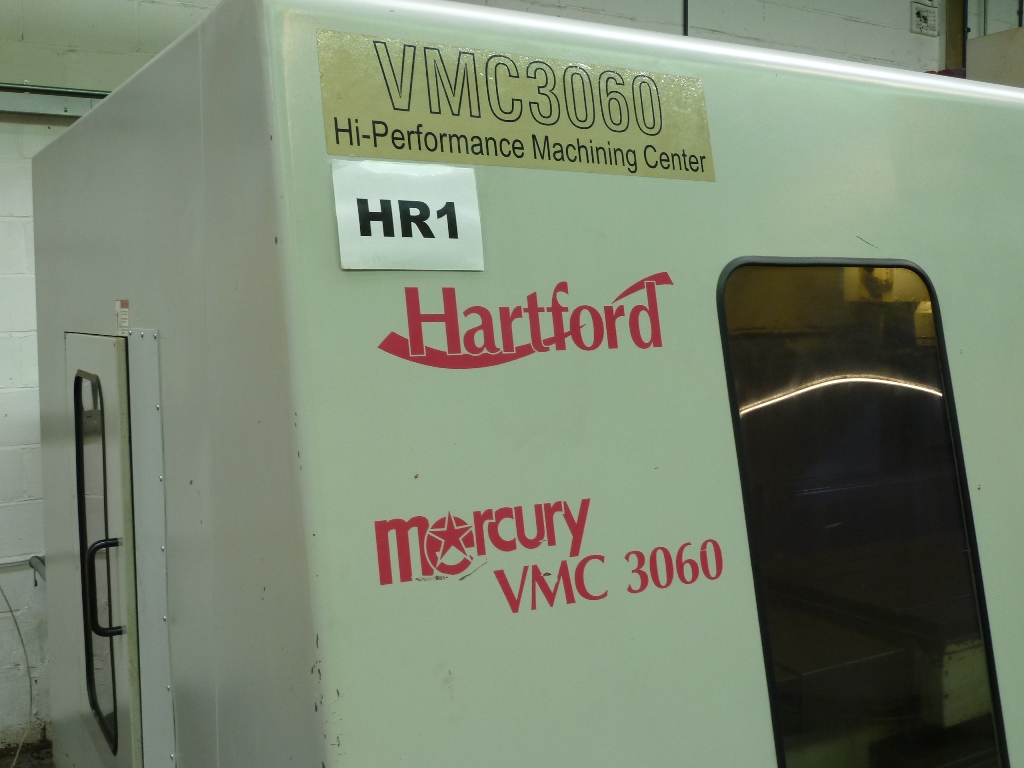 VMC3060
Hi-Performance Machining Center
HR1
Hartford
mercury
VMC 3060